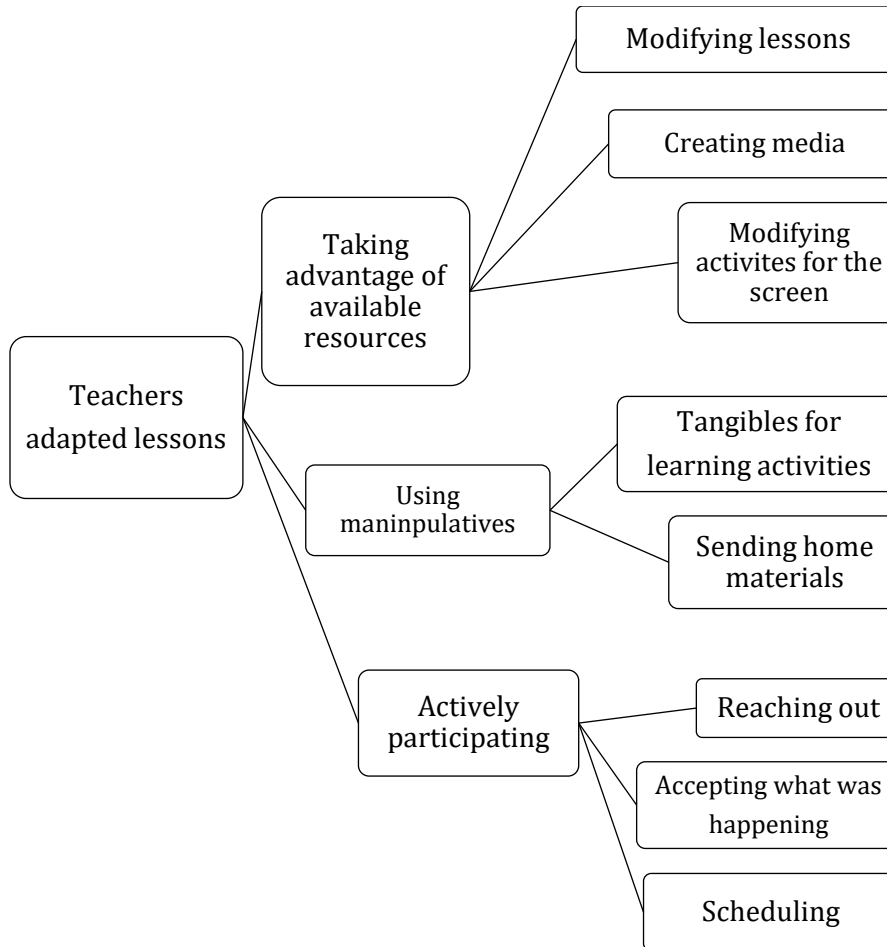 Teachers
adapted lessons
Taking
advantage of
available
resources
Modifying lessons
Creating media
Modifying
activites for the
screen
Using
maninpulatives
Tangibles for
learning activities
Sending home
materials
Actively
participating
Reaching out
Accepting what was
happening
Scheduling